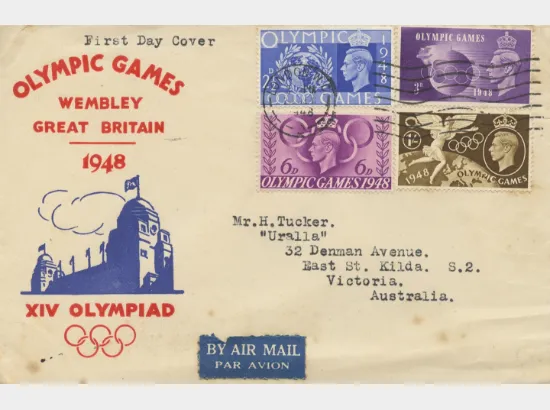 First Day Cover
OLYMPIC GAMES
WEMBLEY
GREAT BRITAIN
1948
XIV OLYMPIAD
OLYMPIC
1948
GAMES
OLYMPIC GAMES
3D
1948
6D 6D
OLYMPIC GAMES 1948
1/-
1948 OLYMPIC GAMES
Mr.H.Tucker.
"Uralla"
32 Denman Avenue.
East St. Kilda. S.2.
Victoria.
Australia.
BY AIR MAIL
PAR AVION